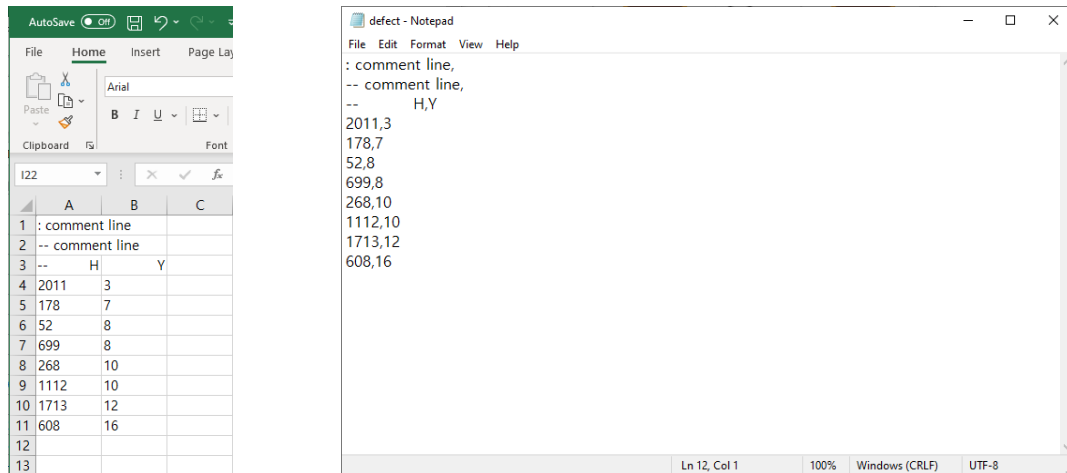 AutoSave Off
File Home Insert Page Lay
Paste
Arial
B I U
Clipboard Font
I22 fx
A B C
1 : comment line
2 -- comment line
3 -- H Y
4 2011 3
5 178 7
6 52 8
7 699 8
8 268 10
9 1112 10
10 1713 12
11 608 16
12
13
defect - Notepad
File Edit Format View Help
: comment line,
-- comment line,
-- H,Y
2011,3
178,7
52,8
699,8
268,10
1112,10
1713,12
608,16
Ln 12, Col 1 100% Windows (CRLF) UTF-8